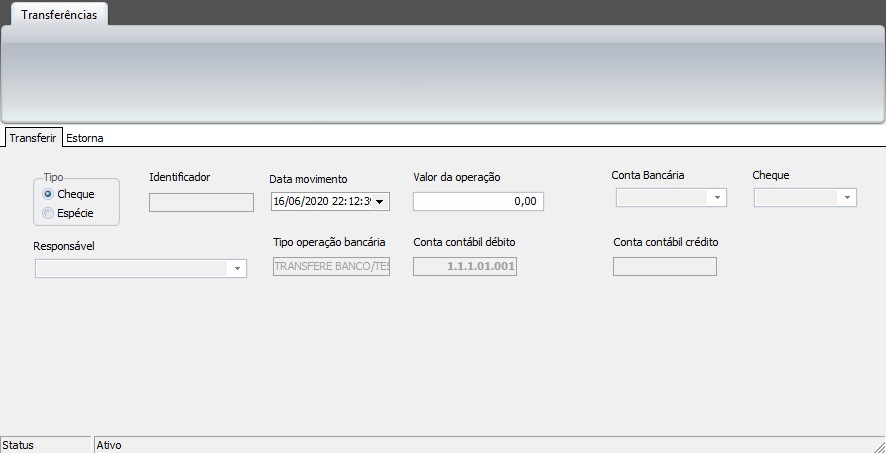 Transferências
Transferir Estorna
Tipo
Cheque
Espécie
Identificador
Data movimento
16/06/2020 22:12:39
Valor da operação
0,00
Conta Bancária
Cheque
Responsável
Tipo operação bancária
TRANSFERE BANCO/TES
Conta contábil débito
1.1.1.01.001
Conta contábil crédito
Status Ativo